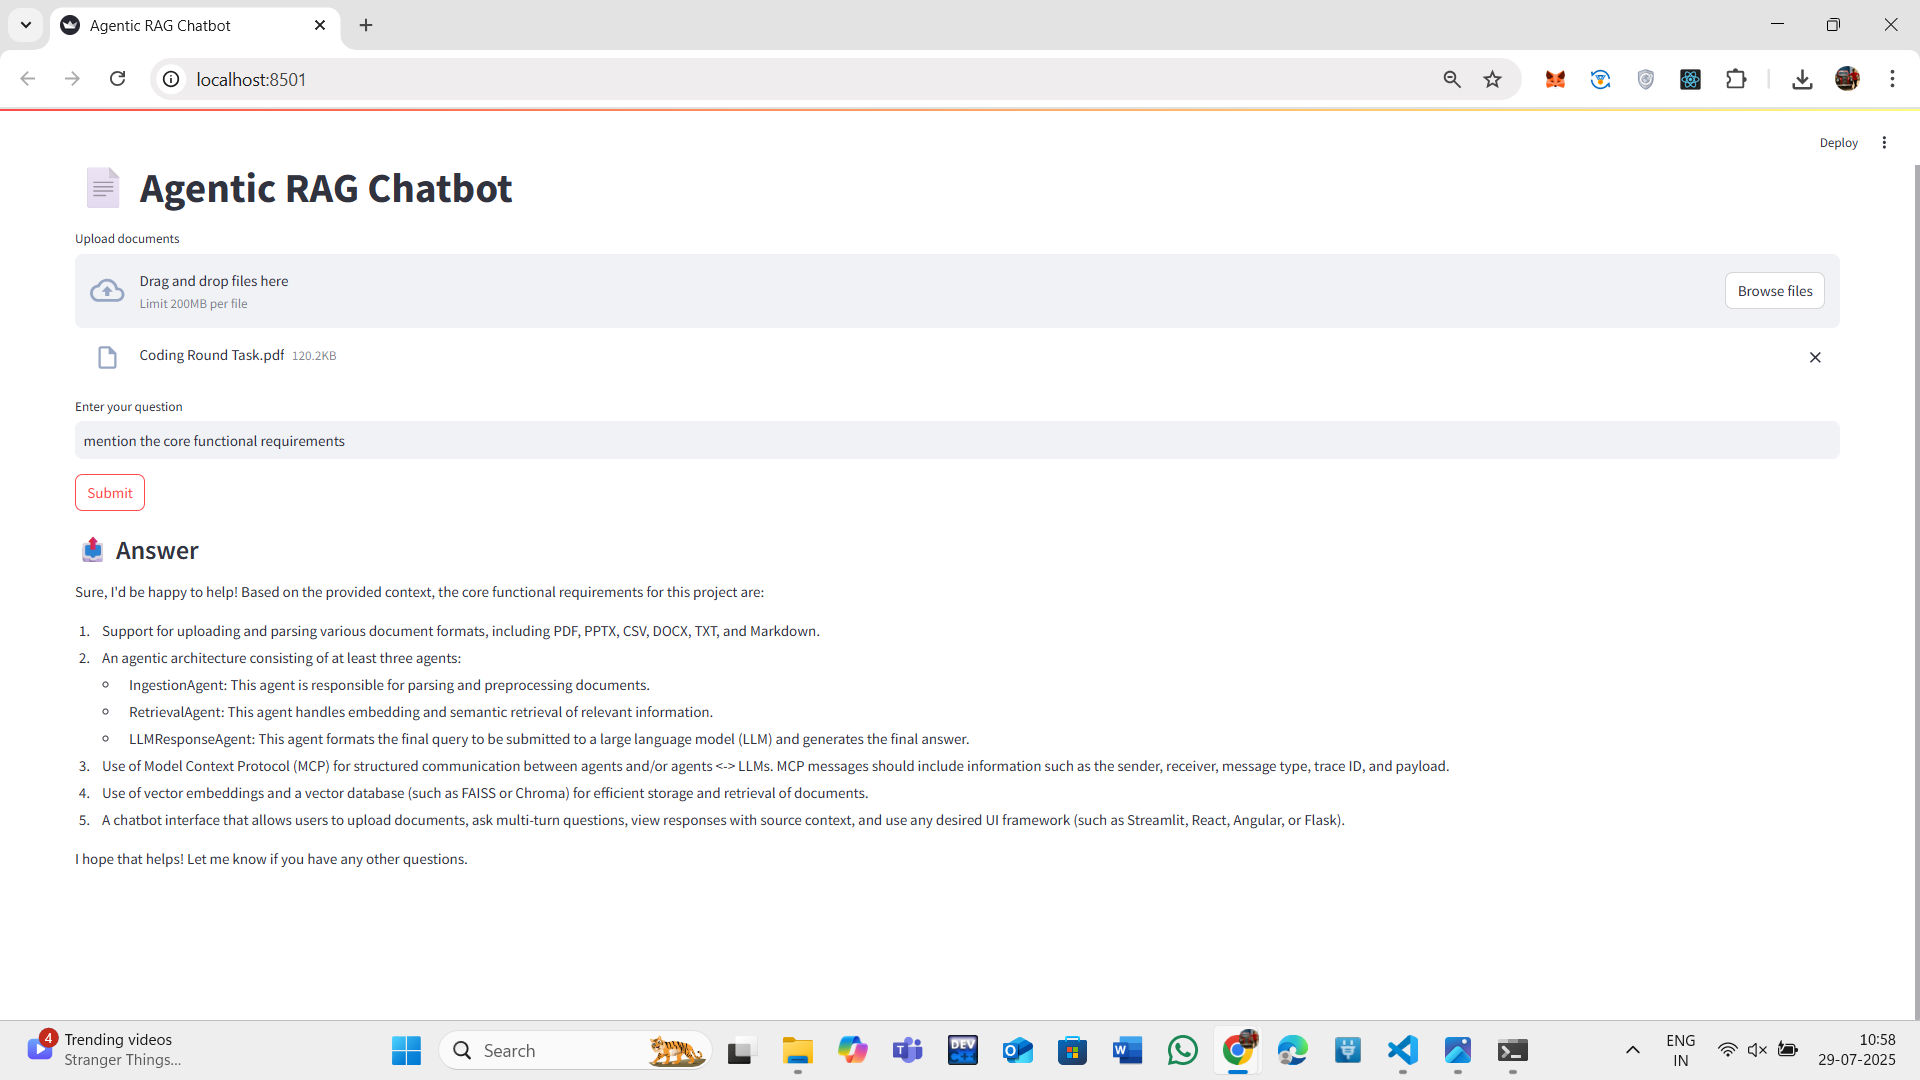 Agentic RAG Chatbot
localhost:8501
Deploy
Agentic RAG Chatbot
Upload documents
Drag and drop files here
Limit 200MB per file
Browse files
Coding Round Task.pdf 120.2KB
Enter your question
mention the core functional requirements
Submit
Answer
Sure, I'd be happy to help! Based on the provided context, the core functional requirements for this project are:
1. Support for uploading and parsing various document formats, including PDF, PPTX, CSV, DOCX, TXT, and Markdown.
2. An agentic architecture consisting of at least three agents:
IngestionAgent: This agent is responsible for parsing and preprocessing documents.
RetrievalAgent: This agent handles embedding and semantic retrieval of relevant information.
LLMResponseAgent: This agent formats the final query to be submitted to a large language model (LLM) and generates the final answer.
3. Use of Model Context Protocol (MCP) for structured communication between agents and/or agents <-> LLMs. MCP messages should include information such as the sender, receiver, message type, trace ID, and payload.
4. Use of vector embeddings and a vector database (such as FAISS or Chroma) for efficient storage and retrieval of documents.
5. A chatbot interface that allows users to upload documents, ask multi-turn questions, view responses with source context, and use any desired UI framework (such as Streamlit, React, Angular, or Flask).
I hope that helps! Let me know if you have any other questions.
4
Trending videos
Stranger Things...
Search
DEV
C++
ENG
IN
10:58
29-07-2025